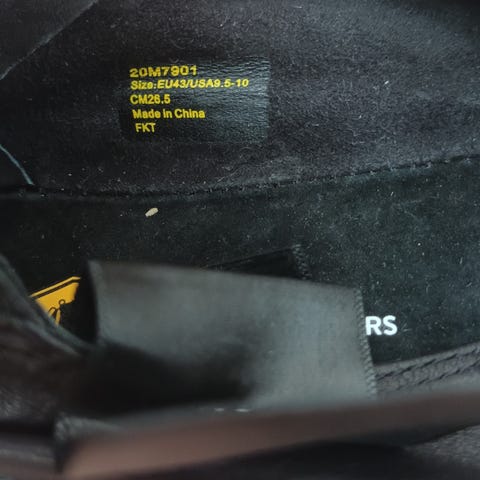 20M7901
Size:EU43/USA9.5-10
CM26.5
Made in China
FKT
RS